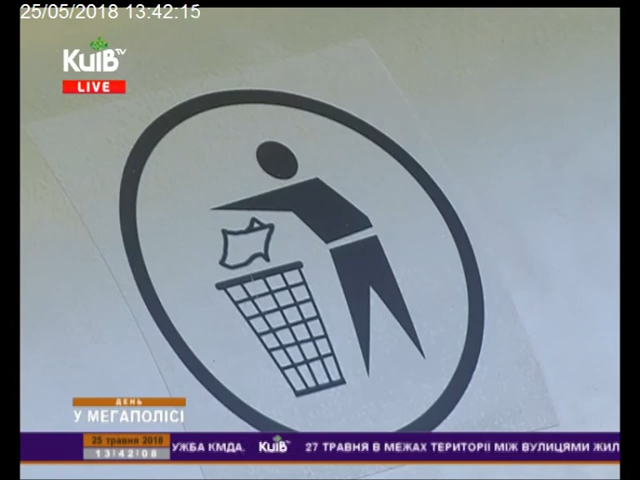 25/05/2018 13:42:15
КиїВ TV
LIVE
ДЕНЬ
У МЕГАПОЛІСІ
25 травня 2018
13:42:08
УЖБА КМДА. КиїВ TV 27 ТРАВНЯ В МЕЖАХ ТЕРИТОРІЇ МІЖ ВУЛИЦЯМИ ЖИЛ